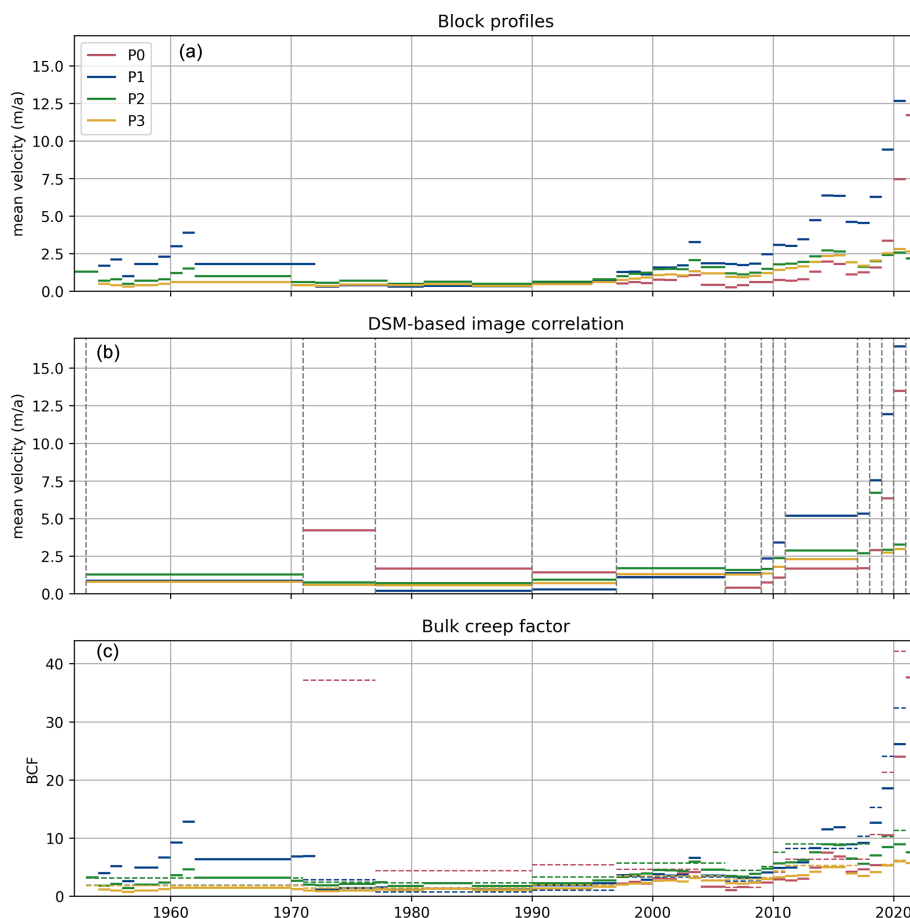 Block profiles
(a)
P0
P1
P2
P3
15.0
12.5
10.0
7.5
5.0
2.5
0.0
mean velocity (m/a)
DSM-based image correlation
(b)
15.0
12.5
10.0
7.5
5.0
2.5
0.0
mean velocity (m/a)
Bulk creep factor
(c)
40
30
20
10
0
BCF
1960
1970
1980
1990
2000
2010